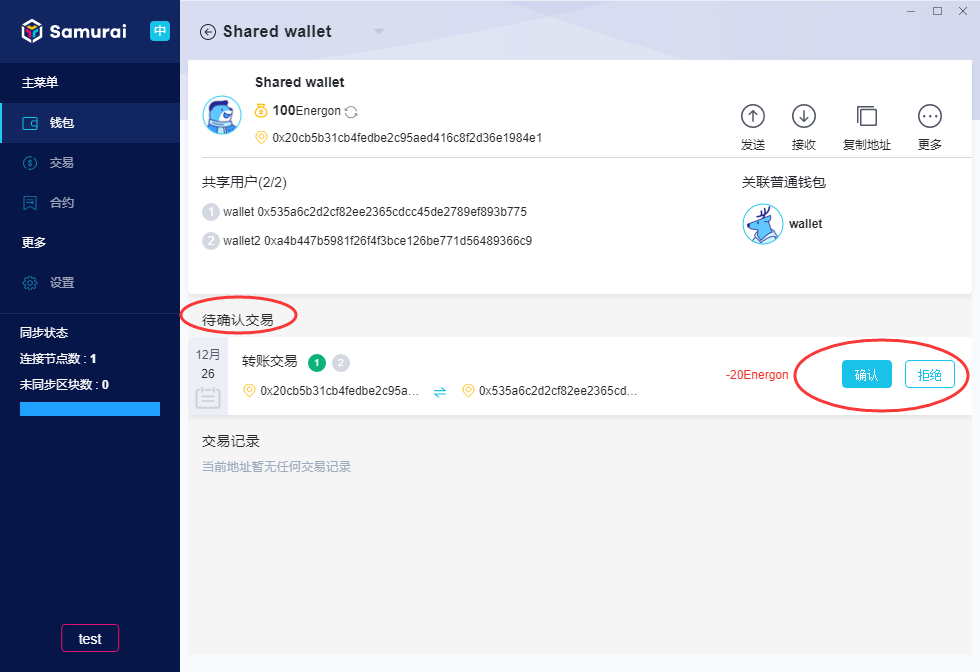 Samurai
中
主菜单
钱包
交易
合约
更多
设置
同步状态
连接节点数 : 1
未同步区块数 : 0
test
Shared wallet
Shared wallet
100Energon
0x20cb5b31cb4fedbe2c95aed416c8f2d36e1984e1
发送
接收
复制地址
更多
共享用户(2/2)
1 wallet 0x535a6c2d2cf82ee2365cdcc45de2789ef893b775
2 wallet2 0xa4b447b5981f26f4f3bce126be771d56489366c9
关联普通钱包
wallet
待确认交易
12月
26
转账交易 1 2
0x20cb5b31cb4fedbe2c95a... 0x535a6c2d2cf82ee2365cd...
-20Energon
确认
拒绝
交易记录
当前地址暂无任何交易记录